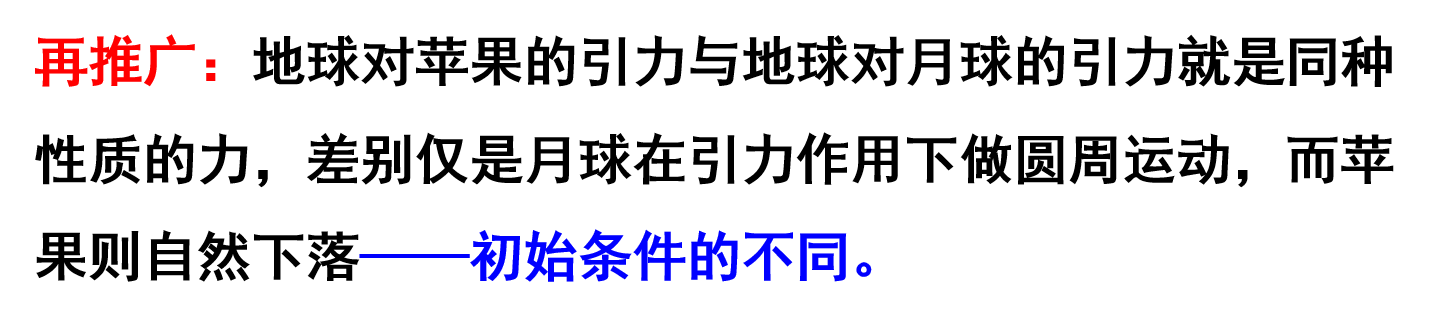 再推广：地球对苹果的引力与地球对月球的引力就是同种
性质的力，差别仅是月球在引力作用下做圆周运动，而苹
果则自然下落——初始条件的不同。